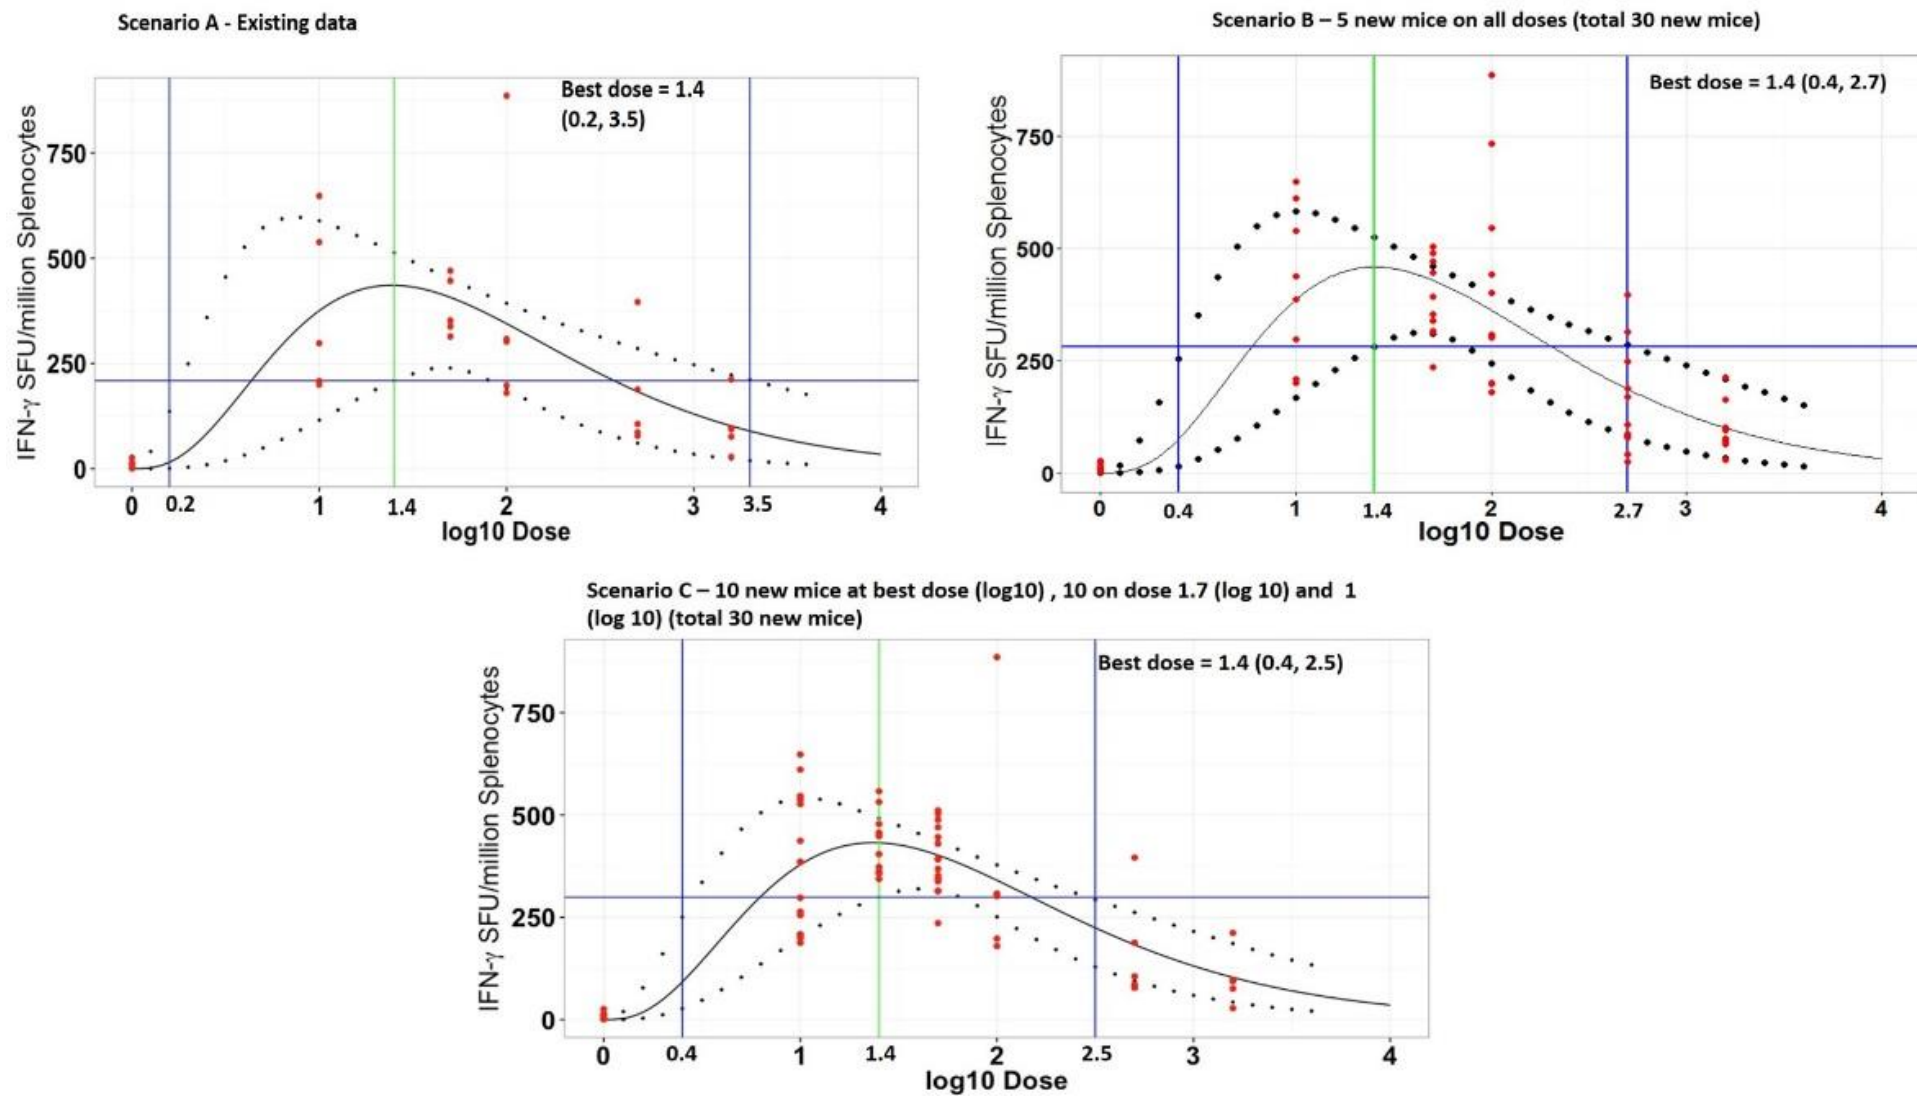 Scenario A - Existing data
Best dose = 1.4
(0.2, 3.5)
IFN-γ SFU/million Splenocytes
750
500
250
0
0 0.2 1 1.4 2 3 3.5 4
log10 Dose
Scenario B – 5 new mice on all doses (total 30 new mice)
Best dose = 1.4 (0.4, 2.7)
IFN-γ SFU/million Splenocytes
750
500
250
0
0 0.4 1 1.4 2 2.7 3 4
log10 Dose
Scenario C – 10 new mice at best dose (log10) , 10 on dose 1.7 (log 10) and 1
(log 10) (total 30 new mice)
Best dose = 1.4 (0.4, 2.5)
IFN-γ SFU/million Splenocytes
750
500
250
0
0 0.4 1 1.4 2 2.5 3 4
log10 Dose